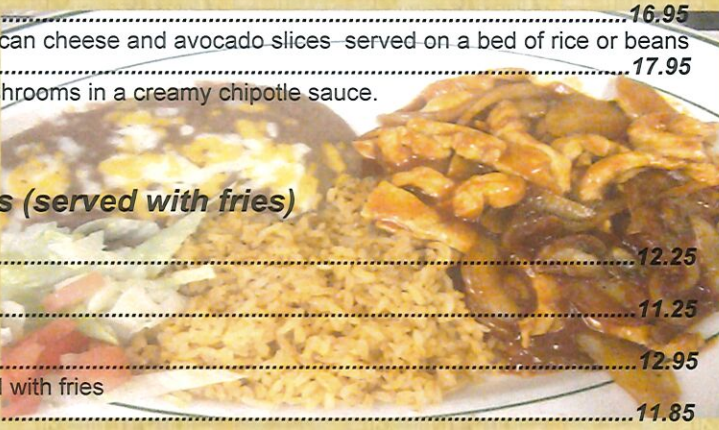 ......16.95
can cheese and avocado slices served on a bed of rice or beans
......17.95
hrooms in a creamy chipotle sauce.
s (served with fries)
......12.25
......11.25
......12.95
with fries
......11.85